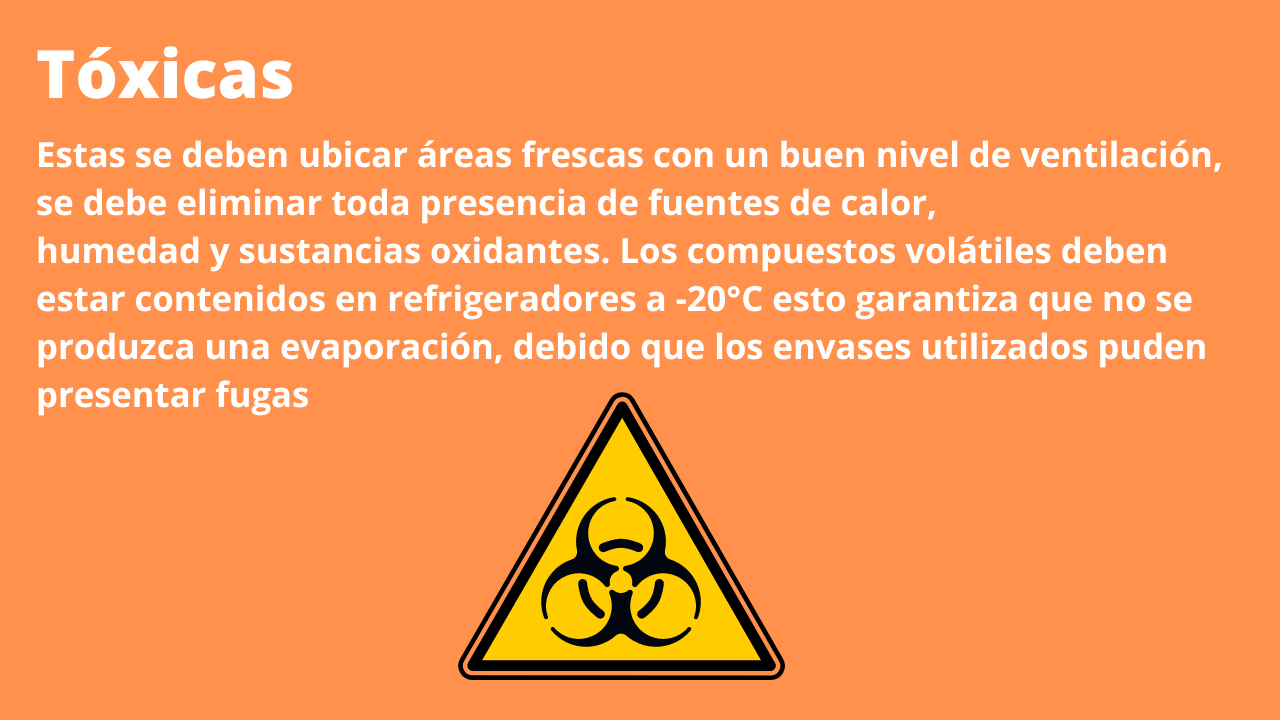 Tóxicas
Estas se deben ubicar áreas frescas con un buen nivel de ventilación,
se debe eliminar toda presencia de fuentes de calor,
humedad y sustancias oxidantes. Los compuestos volátiles deben
estar contenidos en refrigeradores a -20°C esto garantiza que no se
produzca una evaporación, debido que los envases utilizados puden
presentar fugas